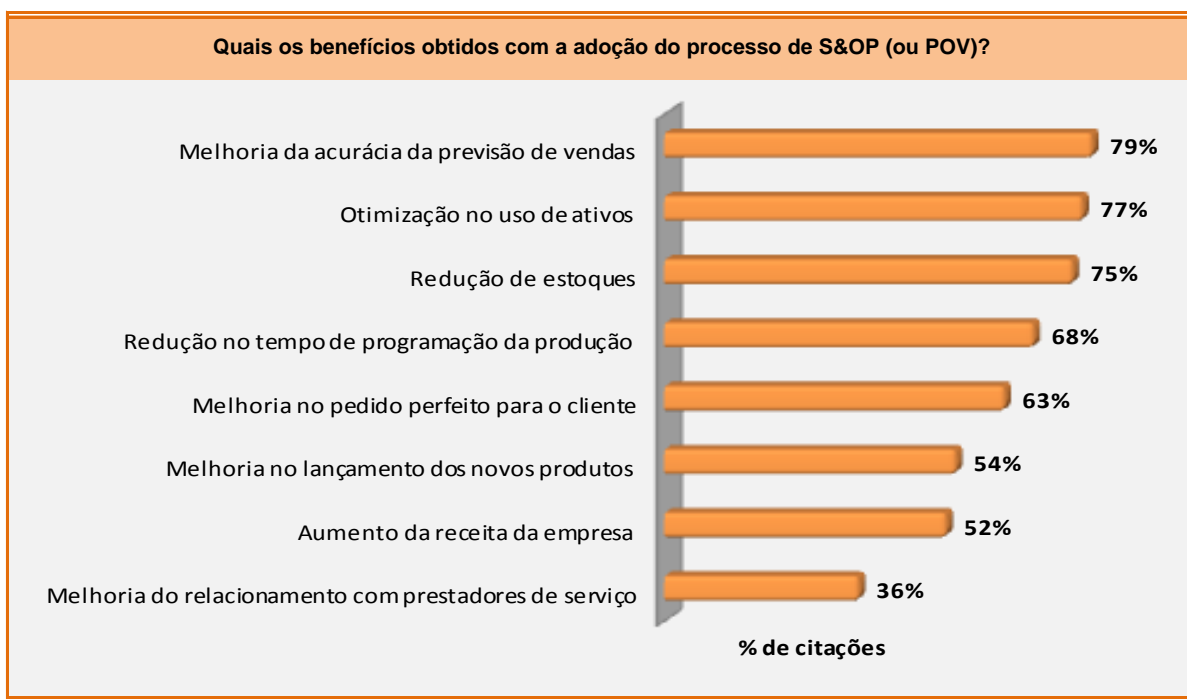 Quais os benefícios obtidos com a adoção do processo de S&OP (ou POV)?
Melhoria da acurácia da previsão de vendas 79%
Otimização no uso de ativos 77%
Redução de estoques 75%
Redução no tempo de programação da produção 68%
Melhoria no pedido perfeito para o cliente 63%
Melhoria no lançamento dos novos produtos 54%
Aumento da receita da empresa 52%
Melhoria do relacionamento com prestadores de serviço 36%
% de citações